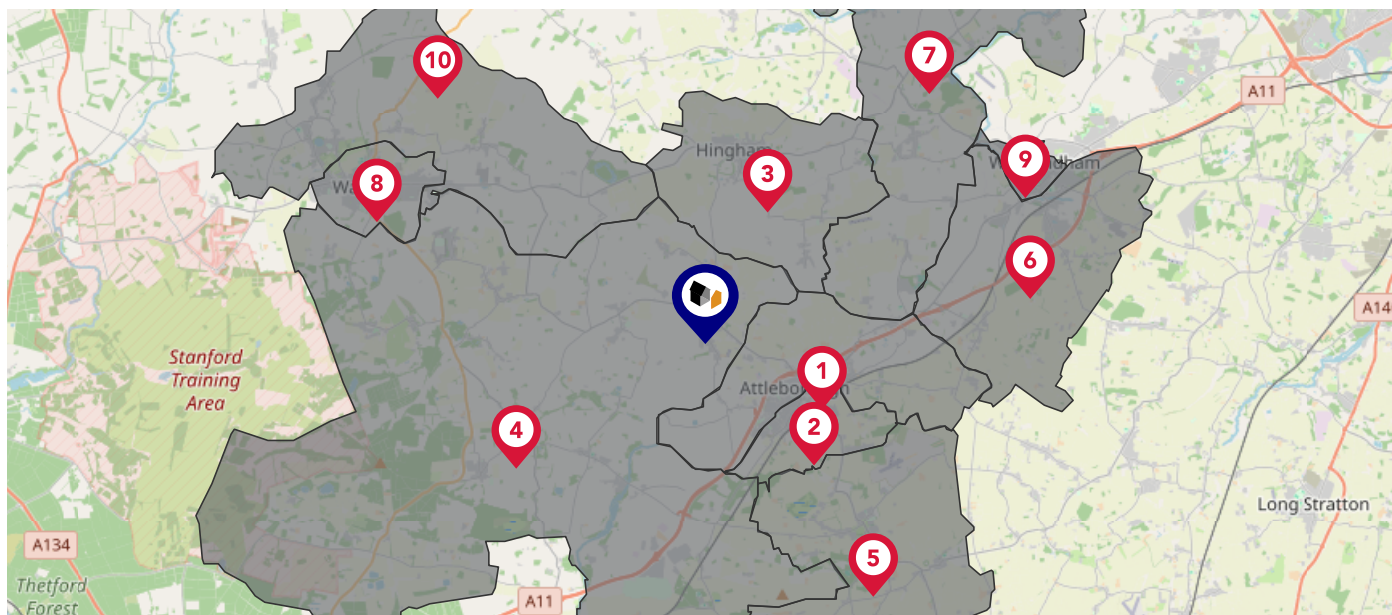 10
7
A11
Hingham
9
3
8
6
Stanford
Training
Area
A14
1
Attleborough
2
4
Long Stratton
A134
5
Thetford
Forest
A11